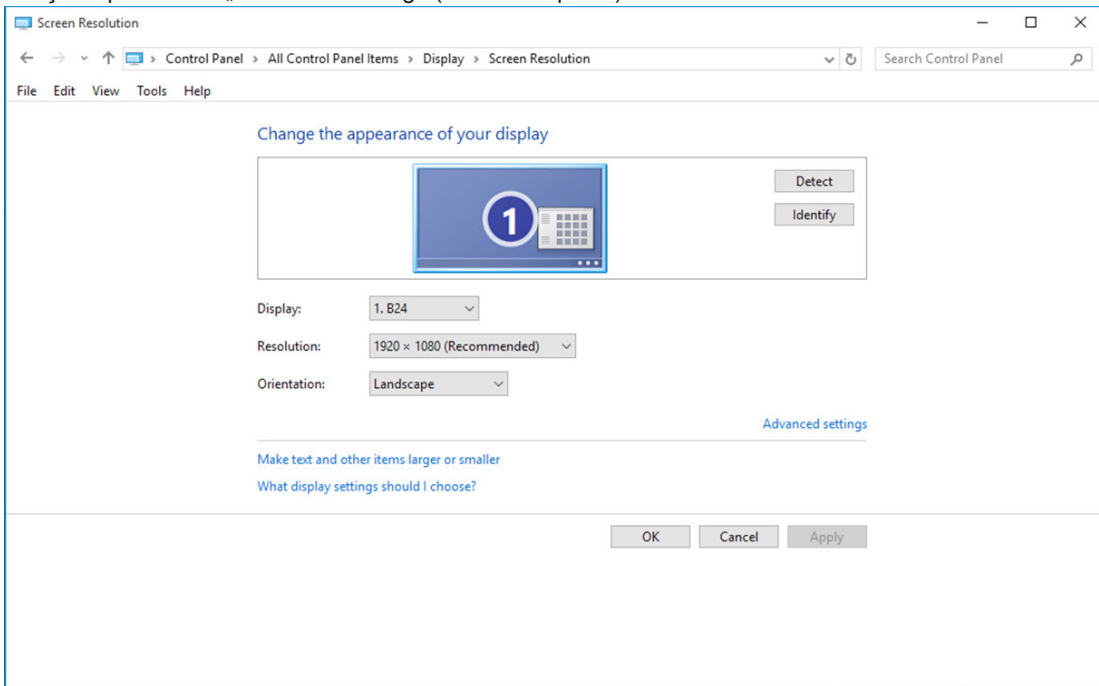 Screen Resolution
Control Panel > All Control Panel Items > Display > Screen Resolution
Search Control Panel
File Edit View Tools Help
Change the appearance of your display
1
Detect
Identify
Display: 1. B24
Resolution: 1920 × 1080 (Recommended)
Orientation: Landscape
Advanced settings
Make text and other items larger or smaller
What display settings should I choose?
OK Cancel Apply